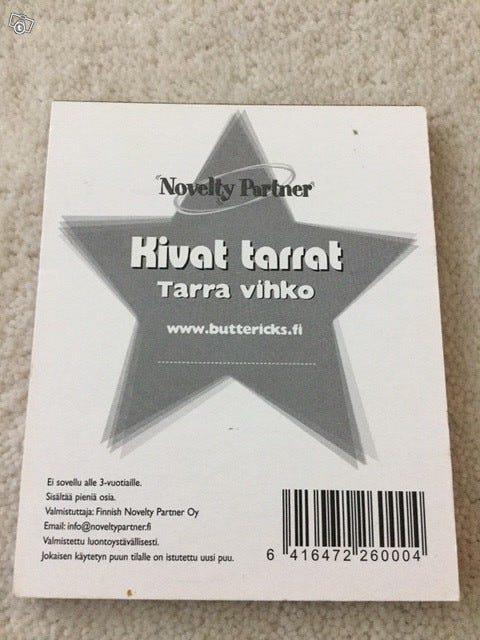 "Novelty Partner"
Kivat tarrat
Tarra vihko
www.buttericks.fi
Ei sovellu alle 3-vuotiaille.
Sisältää pieniä osia.
Valmistuttaja: Finnish Novelty Partner Oy
Email: info@noveltypartner.fi
Valmistettu luontoystävällisesti.
Jokaisen käytetyn puun tilalle on istutettu uusi puu.
6 416472 260004